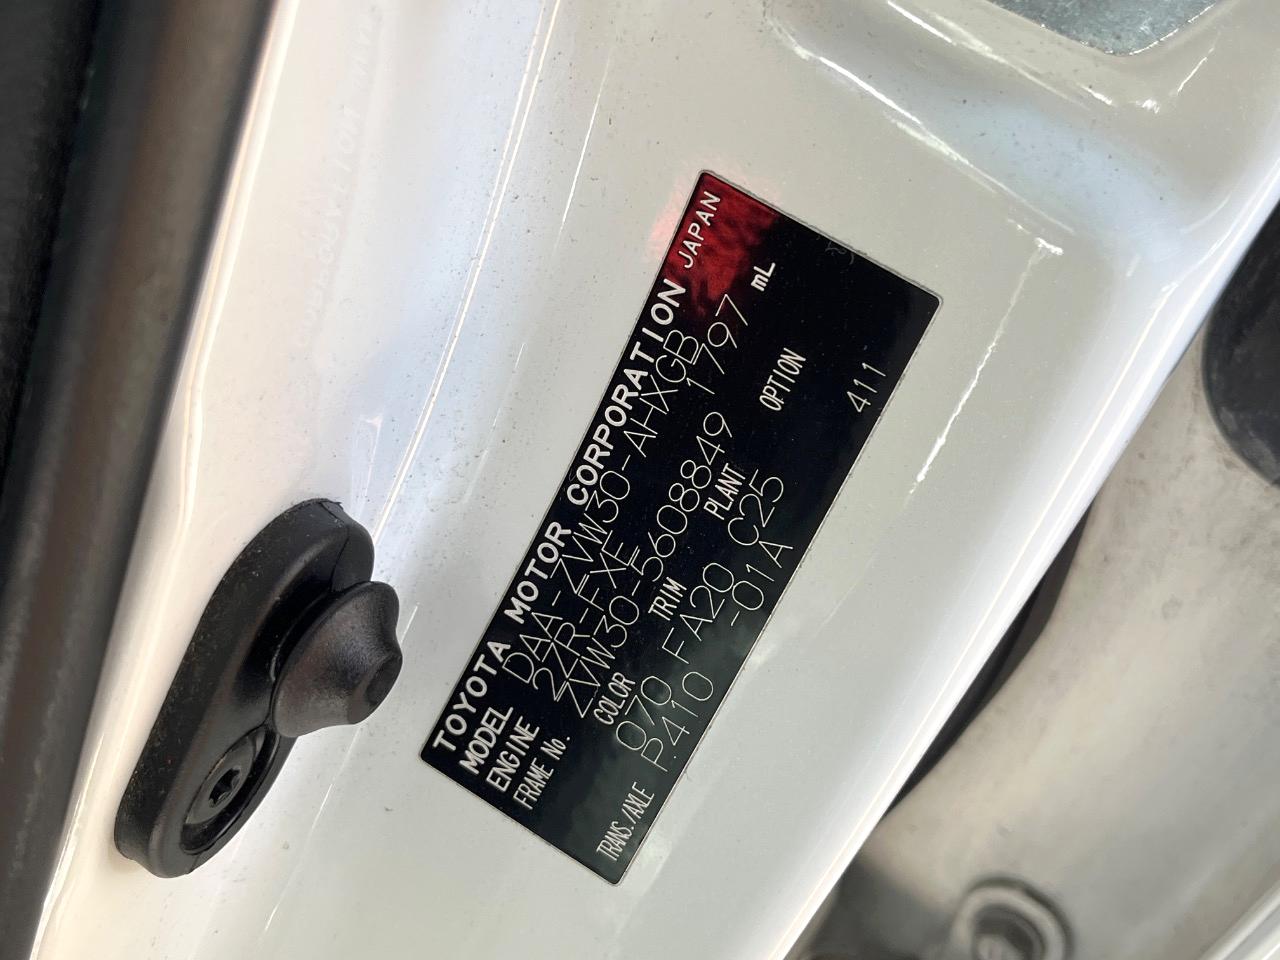 TOYOTA MOTOR CORPORATION JAPAN
MODEL DAA-ZVW30-AHXGB
ENGINE 2ZR-FXE 1797 mL
FRAME No. ZVW30-5608849
COLOR TRIM PLANT OPTION
070 FA20 C25
TRANS./AXLE P410 -01A 411